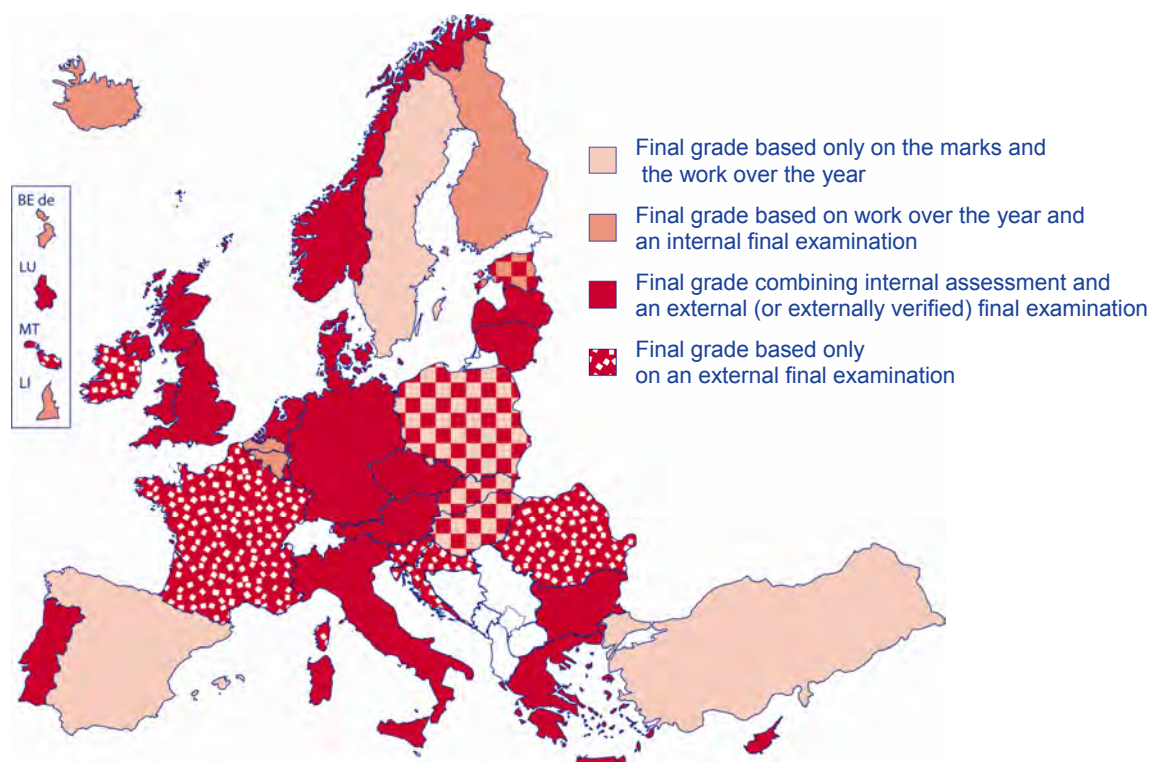 Final grade based only on the marks and
the work over the year
Final grade based on work over the year and
an internal final examination
Final grade combining internal assessment and
an external (or externally verified) final examination
Final grade based only
on an external final examination
BE de
LU
MT
LI